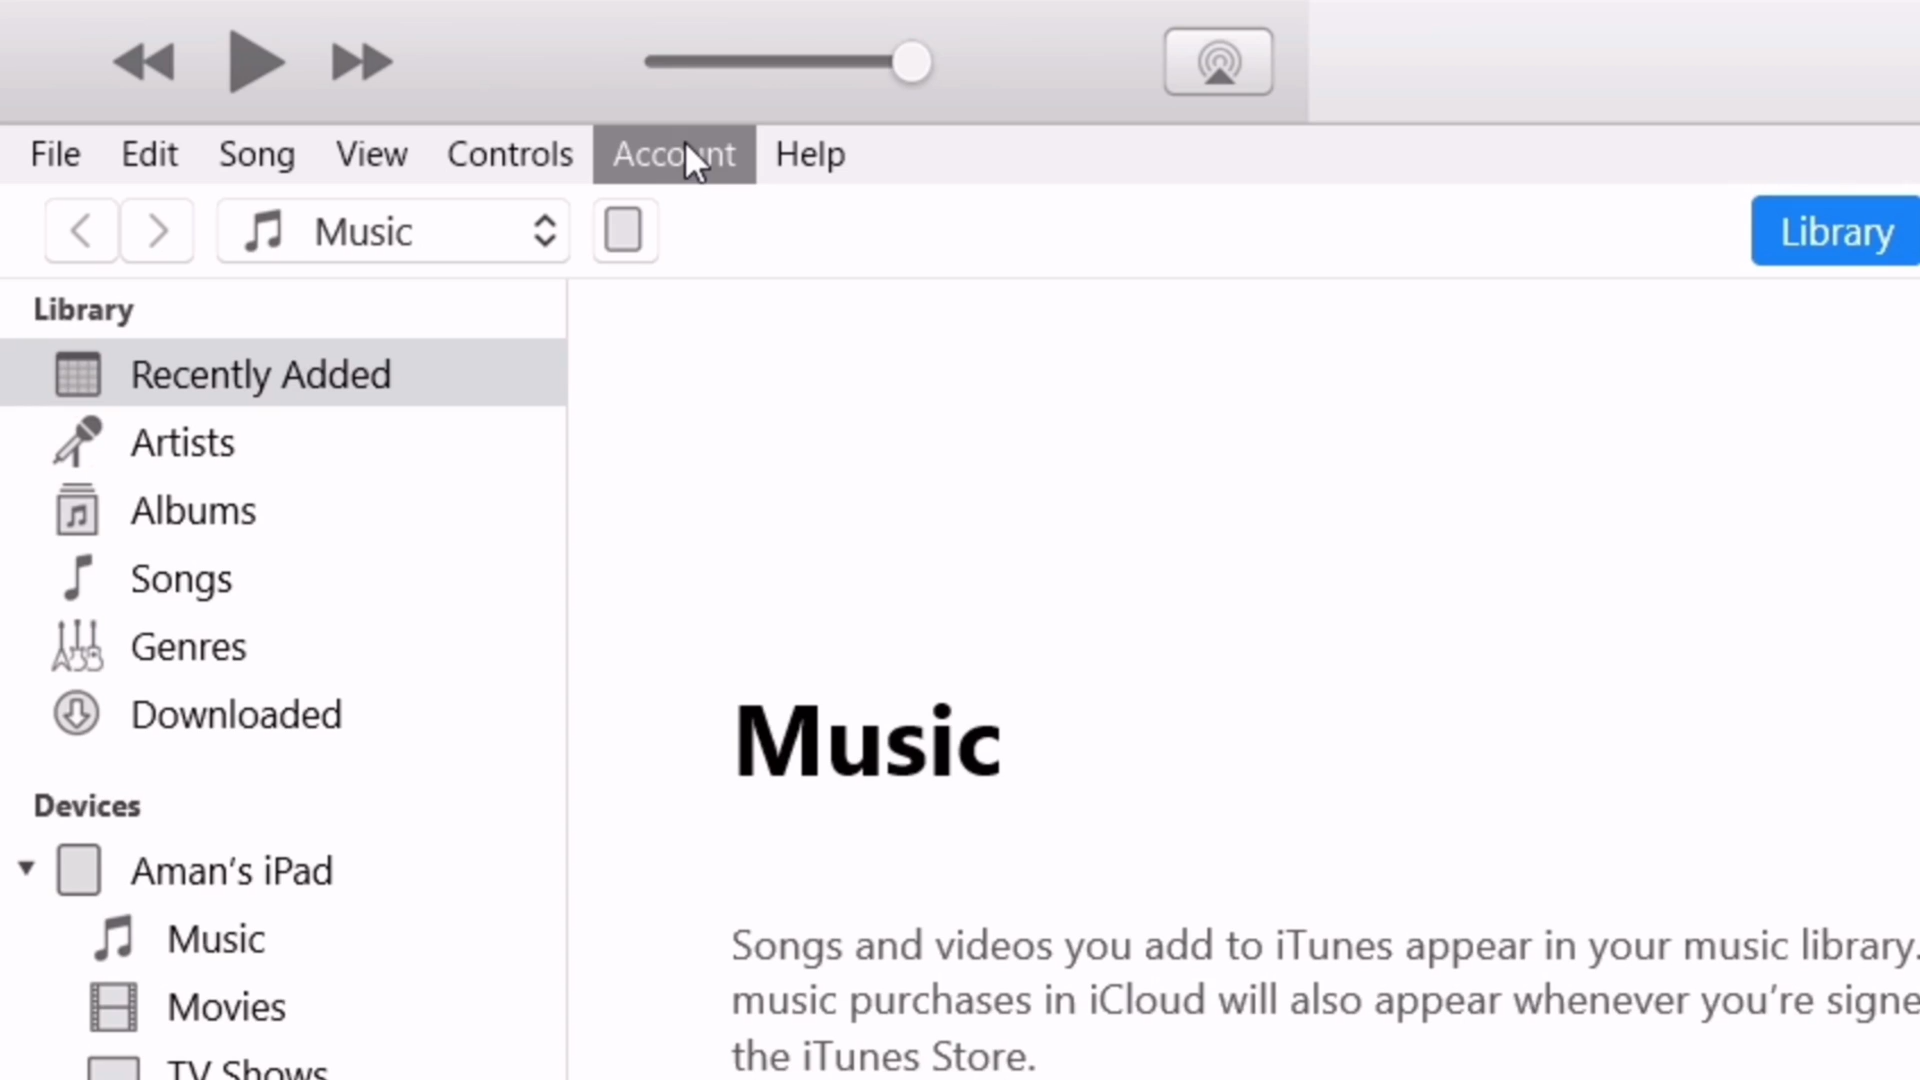 File Edit Song View Controls Account Help
Music
Library
Library
Recently Added
Artists
Albums
Songs
Genres
Downloaded
Devices
Aman's iPad
Music
Movies
TV Shows
Music
Songs and videos you add to iTunes appear in your music library.
music purchases in iCloud will also appear whenever you're signe
the iTunes Store.